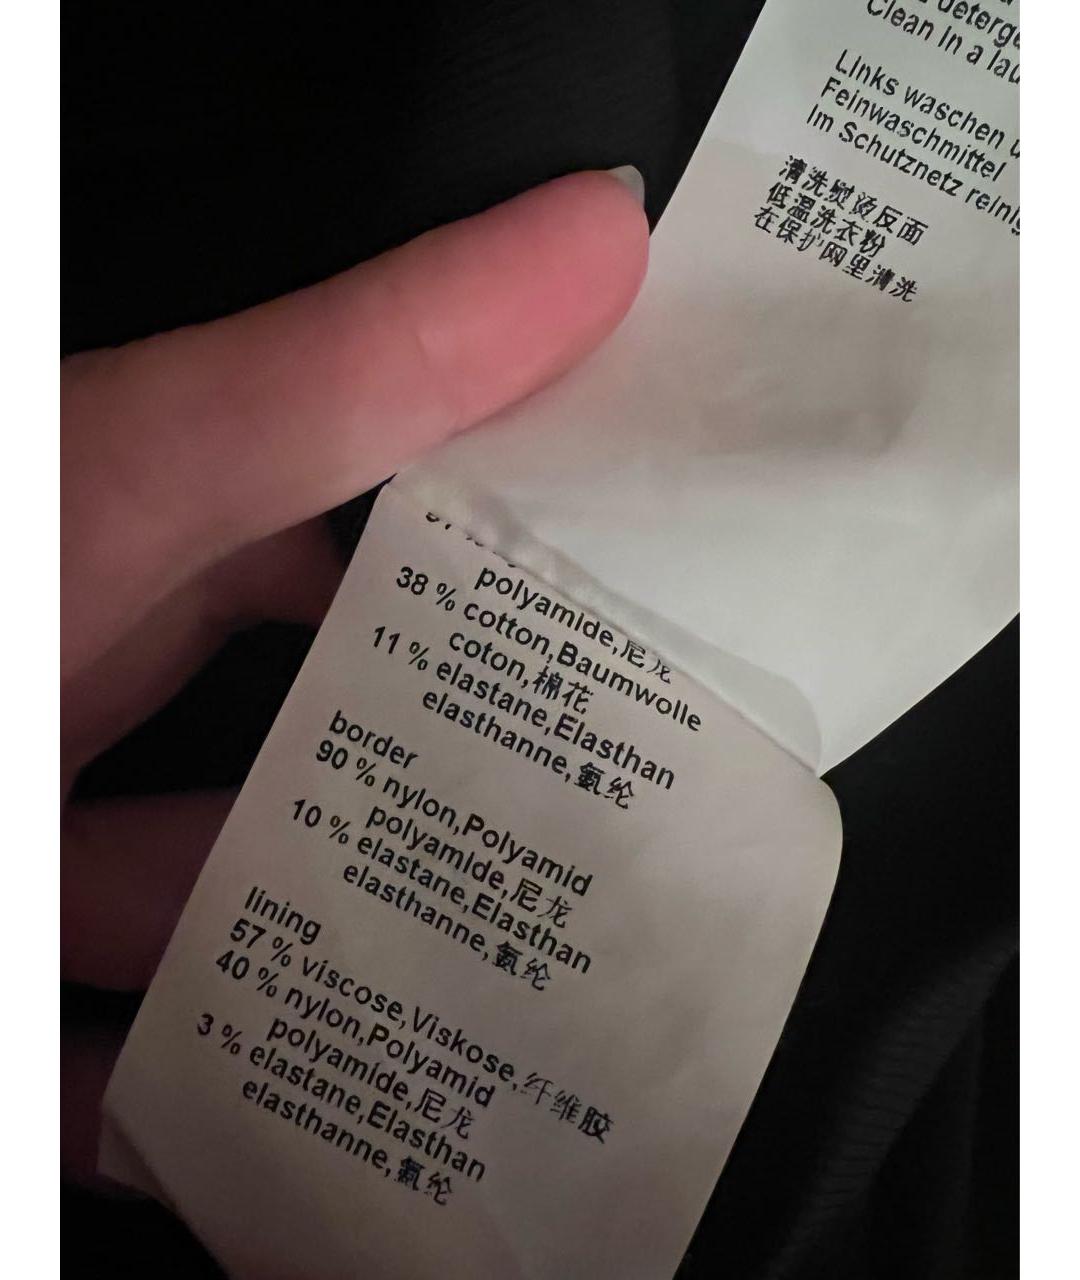 deterge
Clean in a lau
Links waschen u
Feinwaschmittel
Im Schutznetz reinig
清洗熨烫反面
低温洗衣粉
在保护网里清洗
polyamide,尼龙
38 % cotton,Baumwolle
coton,棉花
11 % elastane,Elasthan
elasthanne,氨纶
border
90 % nylon,Polyamid
polyamide,尼龙
10 % elastane,Elasthan
elasthanne,氨纶
lining
57 % viscose,Viskose,纤维胶
40 % nylon,Polyamid
polyamide,尼龙
3 % elastane,Elasthan
elasthanne,氨纶